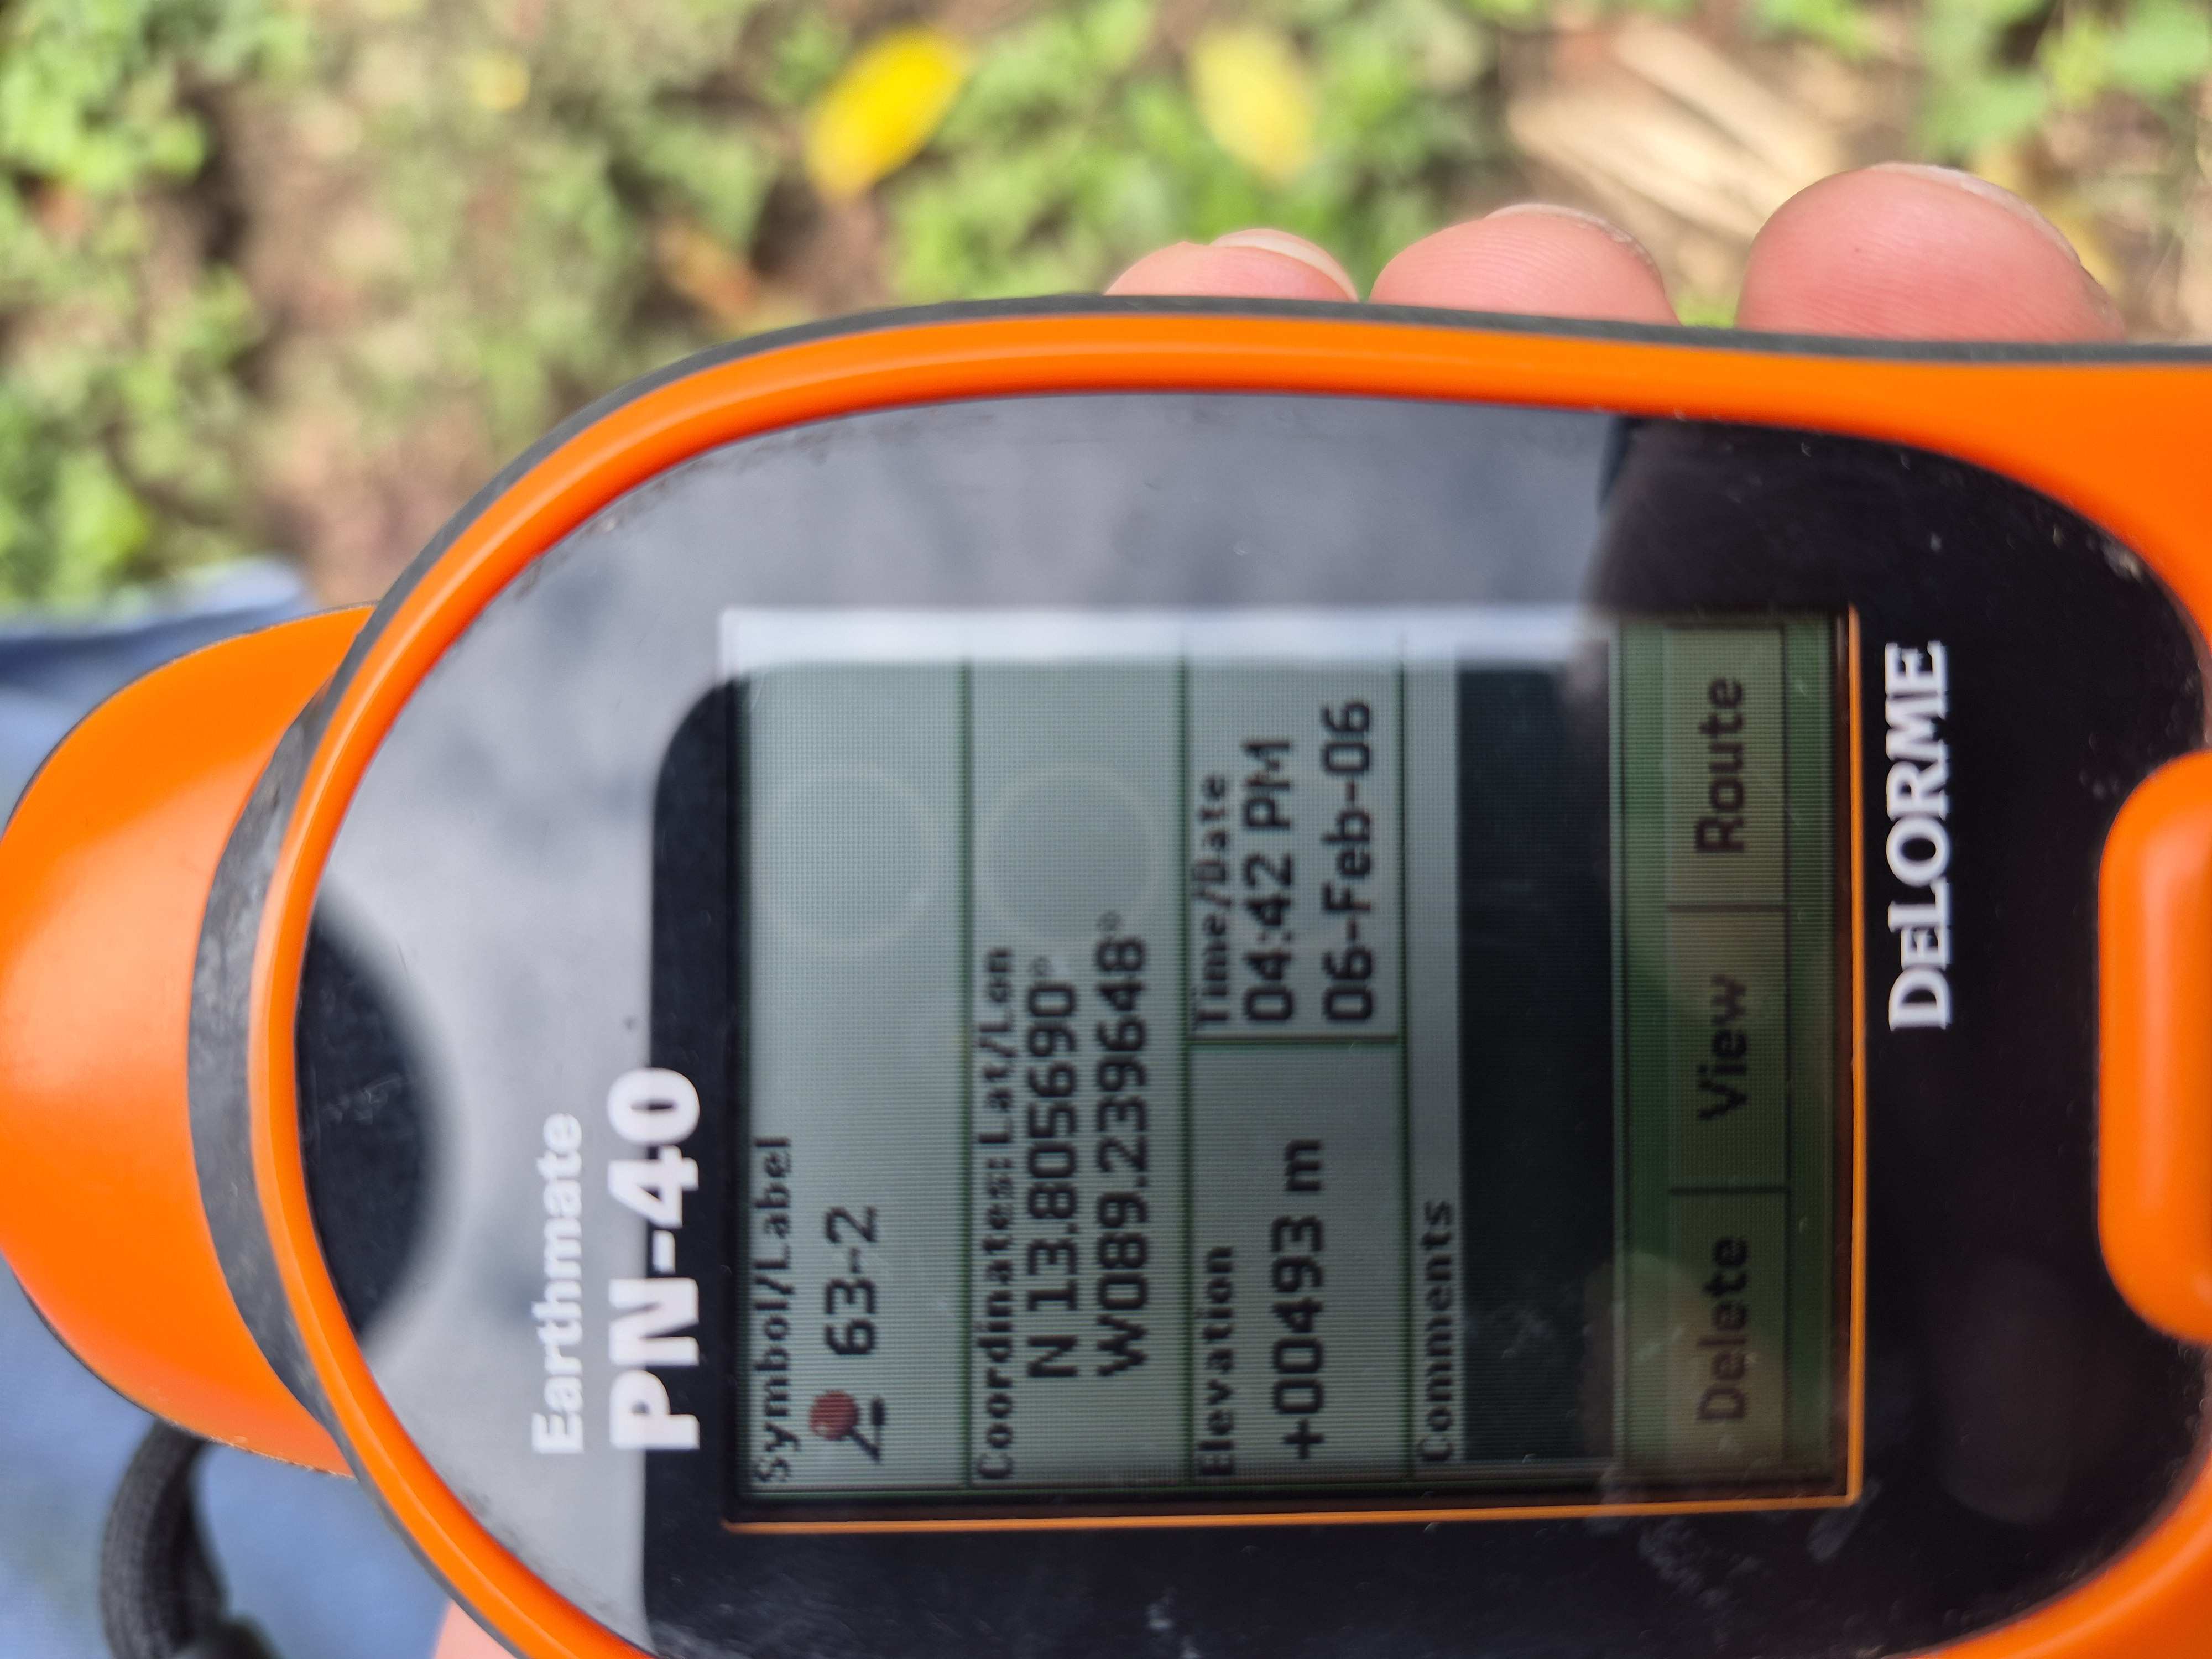 Earthmate
PN-40
Symbol/Label
63-2
Coordinates: Lat/Lon
N 13.805690°
W089.239648°
Elevation
+00493 m
Time/Date
04:42 PM
06-Feb-06
Comments
Delete View Route
DELORME